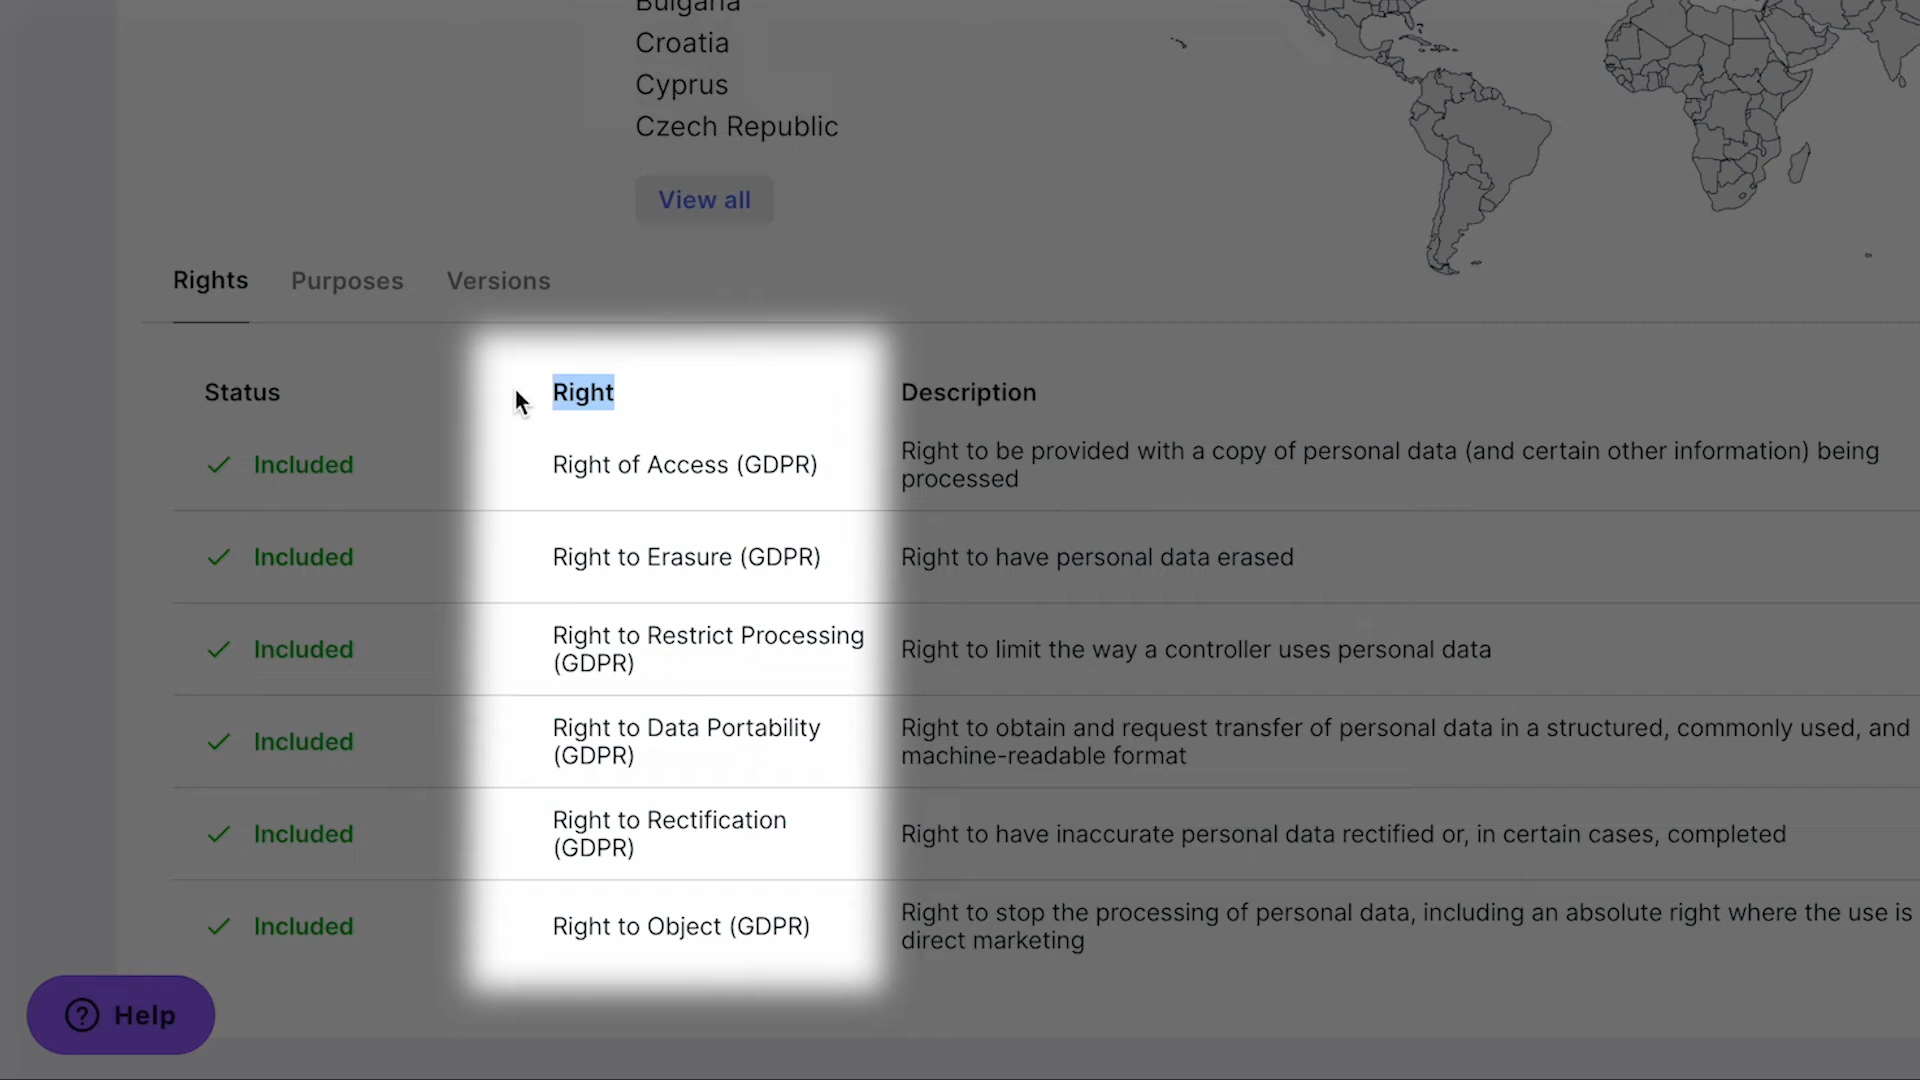 Bulgaria
Croatia
Cyprus
Czech Republic
View all
Rights Purposes Versions
Status Right Description
Included Right of Access (GDPR) Right to be provided with a copy of personal data (and certain other information) being
processed
Included Right to Erasure (GDPR) Right to have personal data erased
Included Right to Restrict Processing
(GDPR) Right to limit the way a controller uses personal data
Included Right to Data Portability
(GDPR) Right to obtain and request transfer of personal data in a structured, commonly used, and
machine-readable format
Included Right to Rectification
(GDPR) Right to have inaccurate personal data rectified or, in certain cases, completed
Included Right to Object (GDPR) Right to stop the processing of personal data, including an absolute right where the use is
direct marketing
? Help